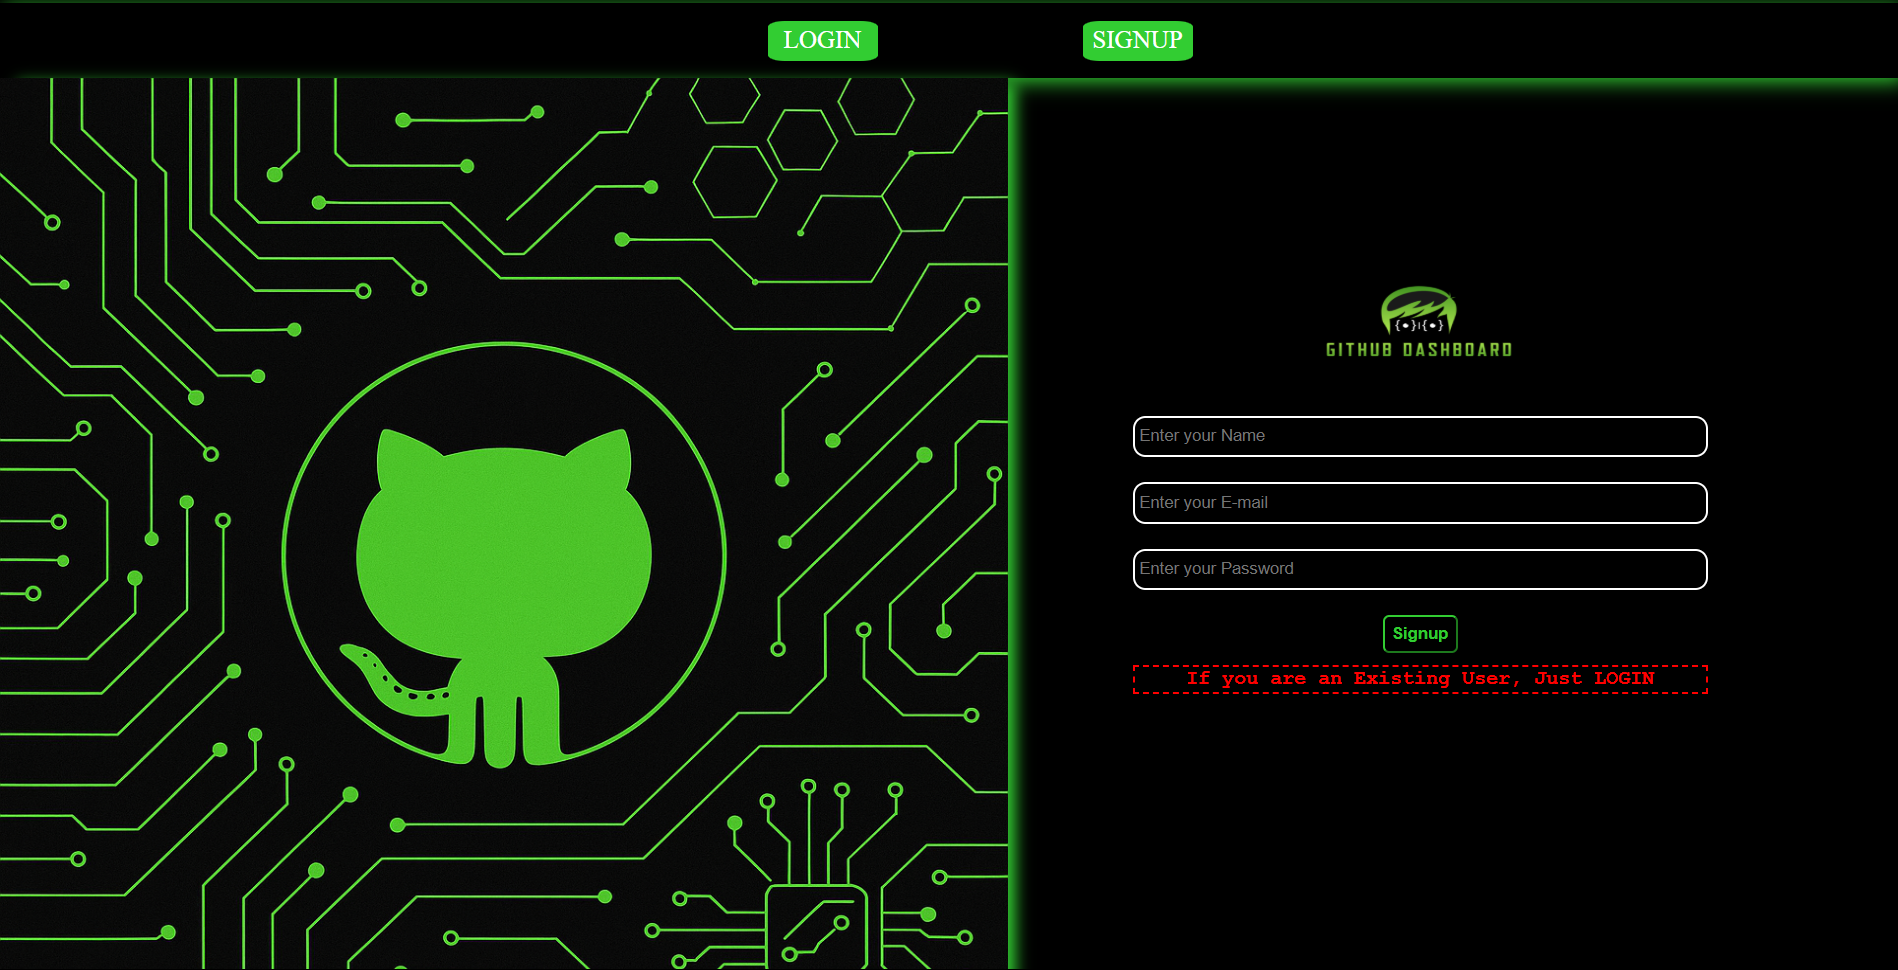 LOGIN SIGNUP
{●}|{●}
GITHUB DASHBOARD
Enter your Name
Enter your E-mail
Enter your Password
Signup
If you are an Existing User, Just LOGIN